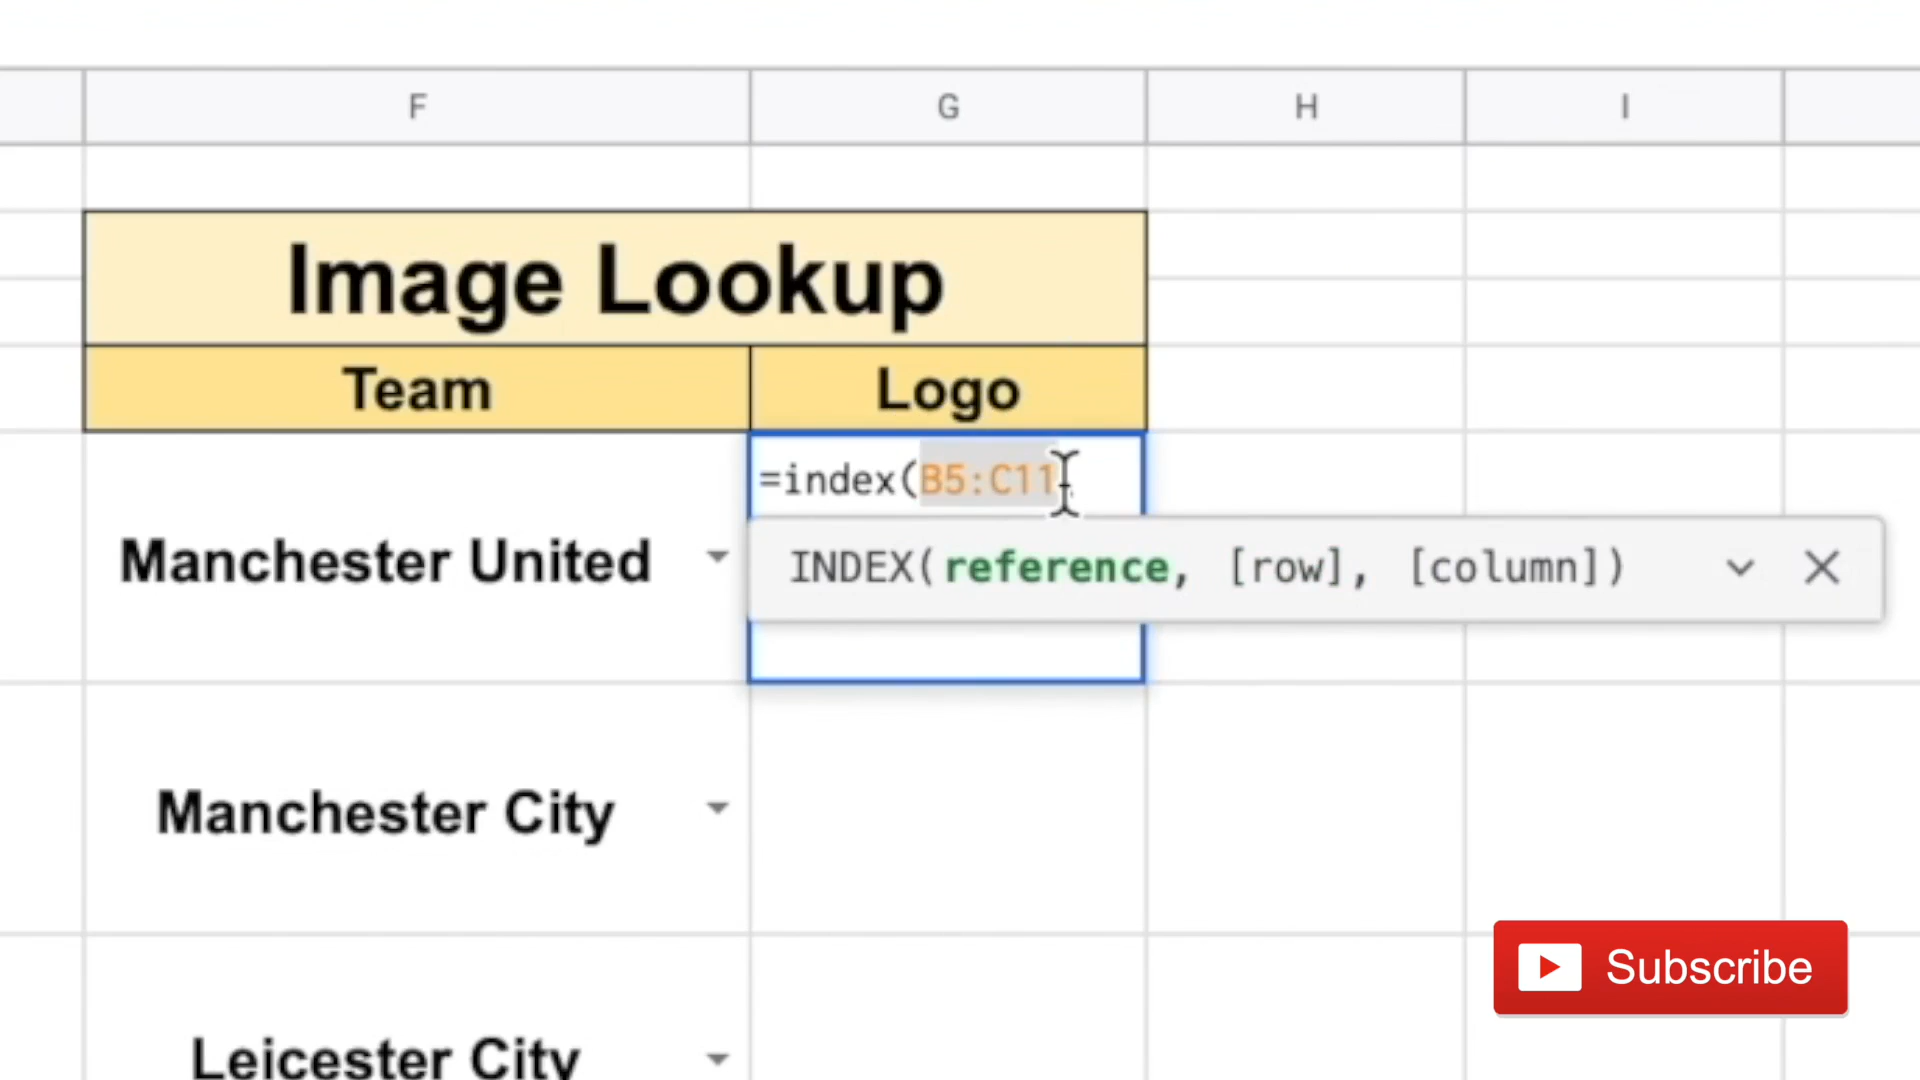 F G H I
Image Lookup
Team Logo
=index(B5:C11,
Manchester United
INDEX(reference, [row], [column])
Manchester City
Subscribe
Leicester City